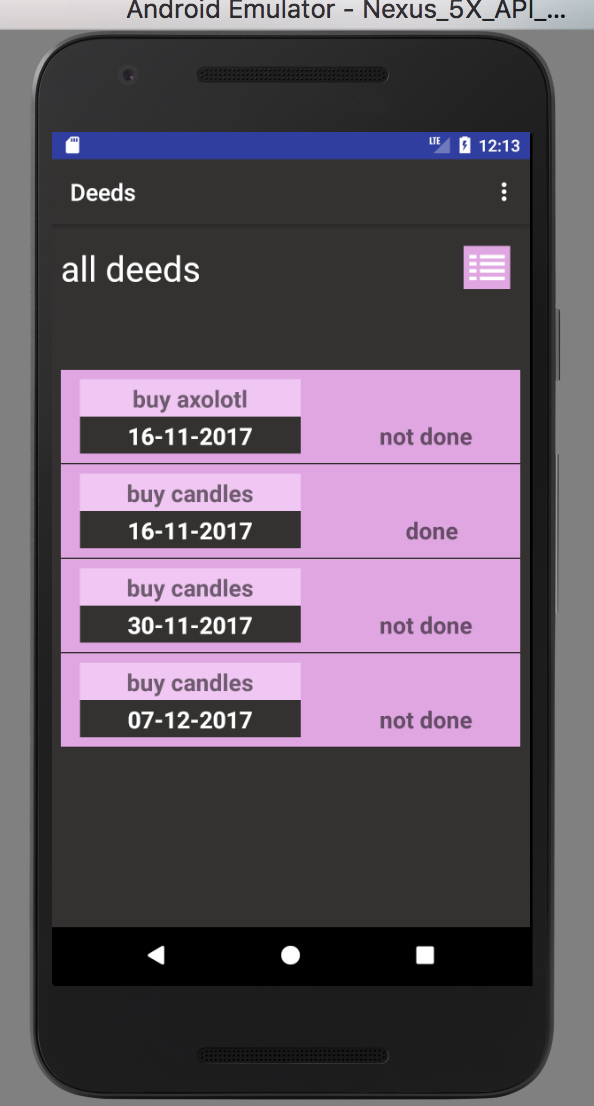 Android Emulator - Nexus_5X_API_...
LTE 12:13
Deeds
all deeds
buy axolotl
16-11-2017 not done
buy candles
16-11-2017 done
buy candles
30-11-2017 not done
buy candles
07-12-2017 not done